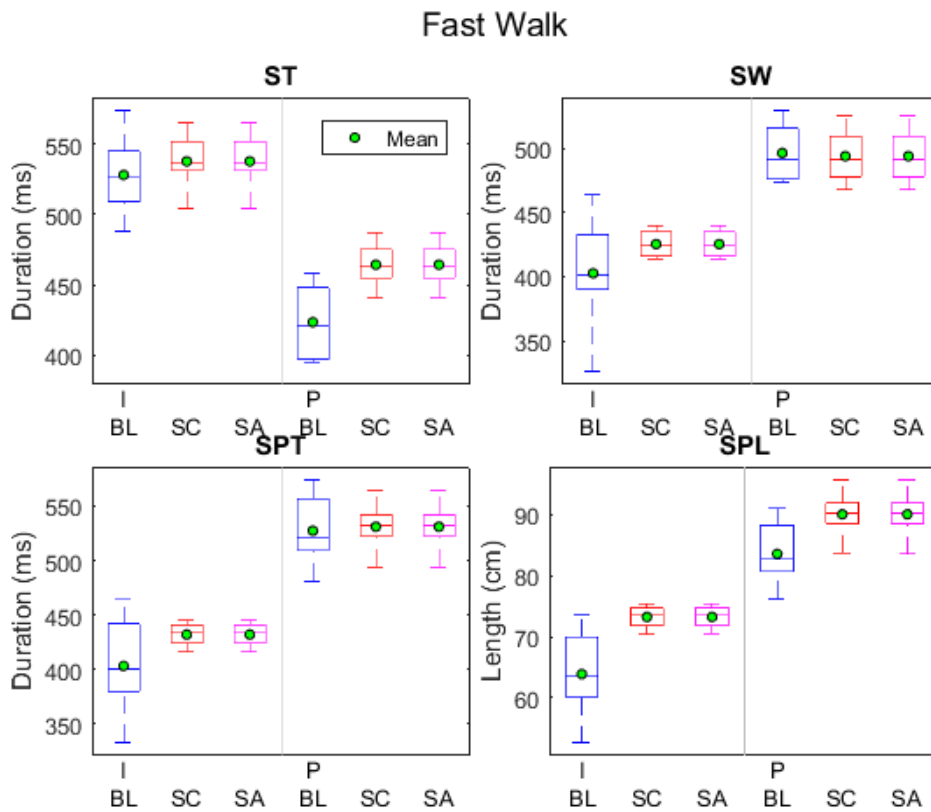 Fast Walk
ST
Duration (ms)
550
500
450
400
Mean
I P
BL SC SA BL SC SA
SW
Duration (ms)
500
450
400
350
I P
BL SC SA BL SC SA
SPT
Duration (ms)
550
500
450
400
350
I P
BL SC SA BL SC SA
SPL
Length (cm)
90
80
70
60
I P
BL SC SA BL SC SA